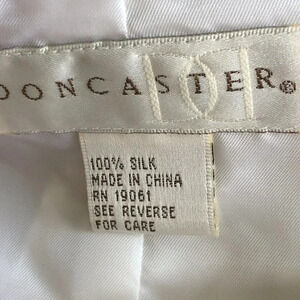 DONCASTER®
100% SILK
MADE IN CHINA
RN 19061
SEE REVERSE
FOR CARE